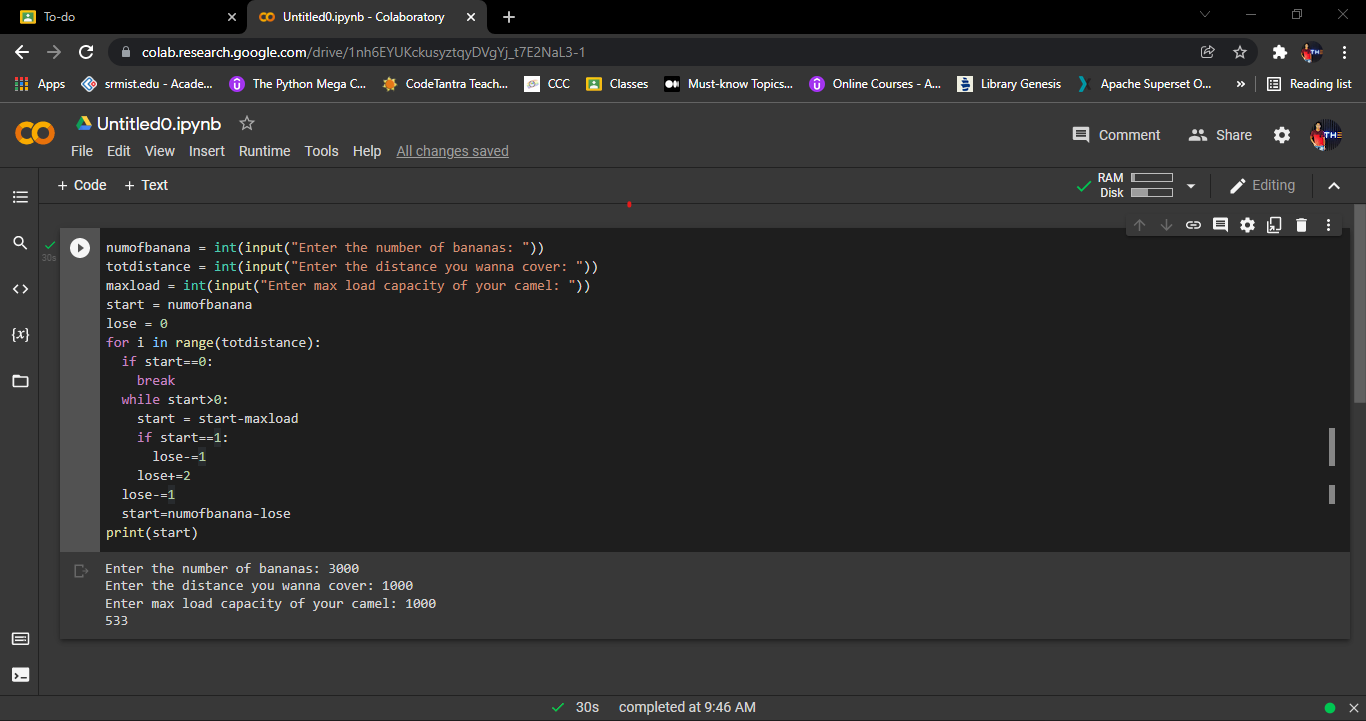 To-do
Untitled0.ipynb - Colaboratory
colab.research.google.com/drive/1nh6EYUKckusyztqyDVgYj_t7E2NaL3-1
Apps srmist.edu - Acade... The Python Mega C... CodeTantra Teach... CCC Classes Must-know Topics... Online Courses - A... Library Genesis Apache Superset O... » Reading list
Untitled0.ipynb
Comment Share
File Edit View Insert Runtime Tools Help All changes saved
+ Code + Text
RAM
Disk
Editing
30s
numofbanana = int(input("Enter the number of bananas: "))
totdistance = int(input("Enter the distance you wanna cover: "))
maxload = int(input("Enter max load capacity of your camel: "))
start = numofbanana
lose = 0
for i in range(totdistance):
  if start==0:
    break
  while start>0:
    start = start-maxload
    if start==1:
      lose-=1
    lose+=2
  lose-=1
  start=numofbanana-lose
print(start)
Enter the number of bananas: 3000
Enter the distance you wanna cover: 1000
Enter max load capacity of your camel: 1000
533
30s completed at 9:46 AM